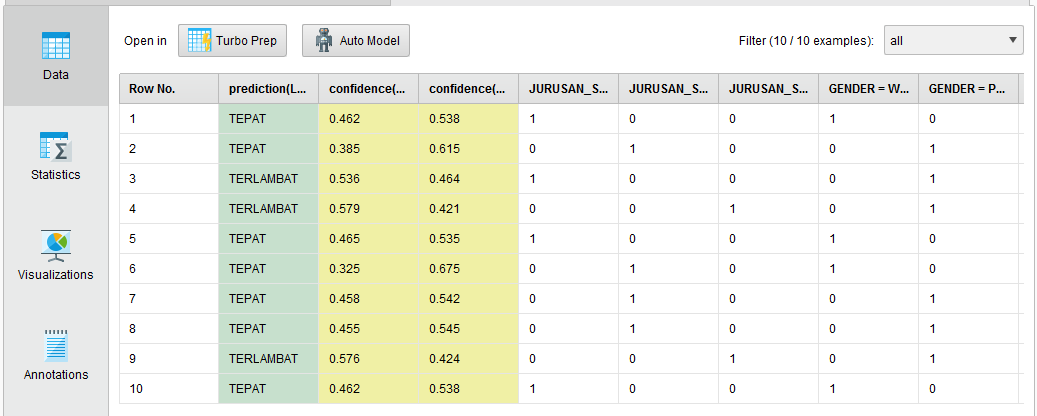 Open in Turbo Prep Auto Model Filter (10 / 10 examples): all
Data
Statistics
Visualizations
Annotations
Row No. prediction(L... confidence(... confidence(... JURUSAN_S... JURUSAN_S... JURUSAN_S... GENDER = W... GENDER = P...
1 TEPAT 0.462 0.538 1 0 0 1 0
2 TEPAT 0.385 0.615 0 1 0 0 1
3 TERLAMBAT 0.536 0.464 1 0 0 0 1
4 TERLAMBAT 0.579 0.421 0 0 1 0 1
5 TEPAT 0.465 0.535 1 0 0 1 0
6 TEPAT 0.325 0.675 0 1 0 1 0
7 TEPAT 0.458 0.542 0 1 0 0 1
8 TEPAT 0.455 0.545 0 1 0 0 1
9 TERLAMBAT 0.576 0.424 0 0 1 0 1
10 TEPAT 0.462 0.538 1 0 0 1 0